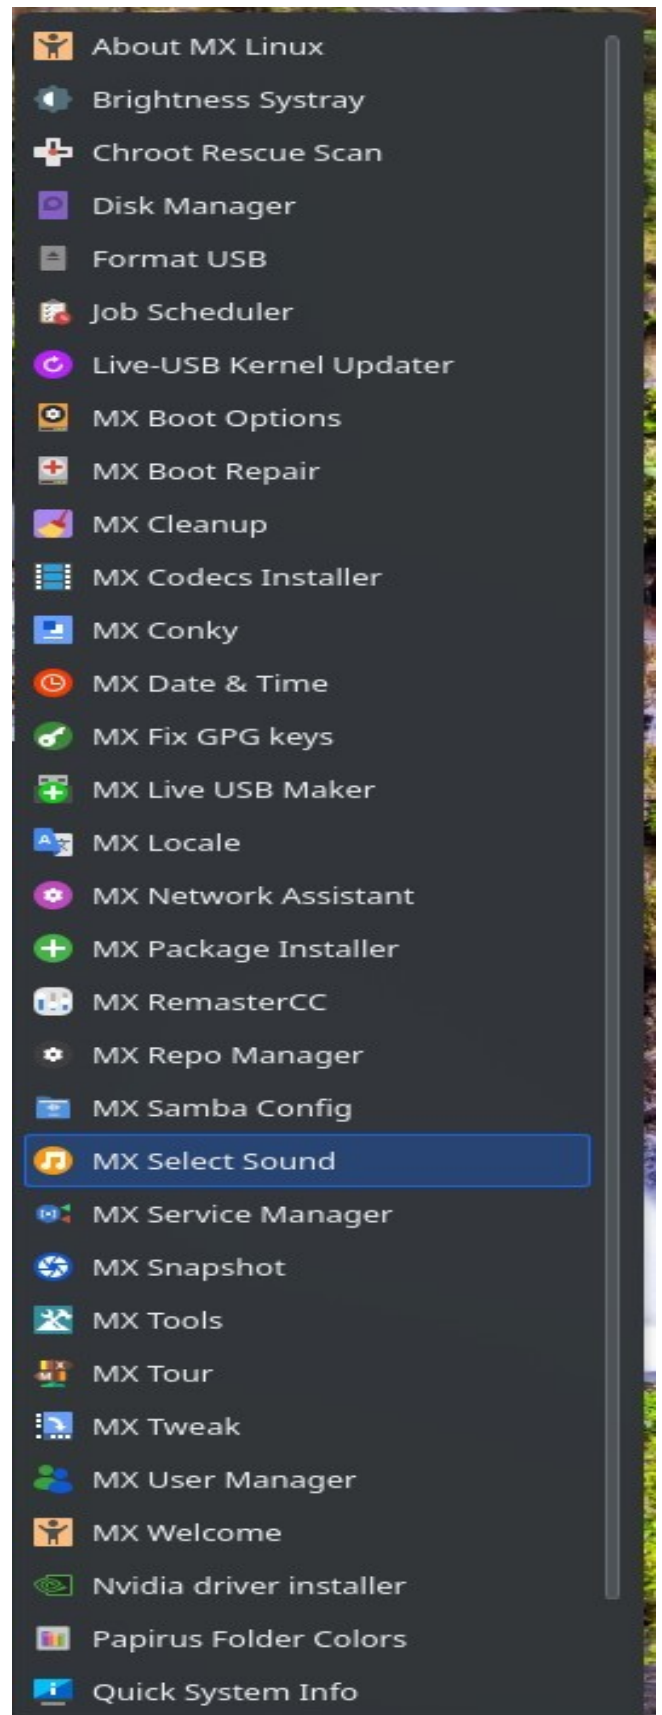 About MX Linux
Brightness Systray
Chroot Rescue Scan
Disk Manager
Format USB
Job Scheduler
Live-USB Kernel Updater
MX Boot Options
MX Boot Repair
MX Cleanup
MX Codecs Installer
MX Conky
MX Date & Time
MX Fix GPG keys
MX Live USB Maker
MX Locale
MX Network Assistant
MX Package Installer
MX RemasterCC
MX Repo Manager
MX Samba Config
MX Select Sound
MX Service Manager
MX Snapshot
MX Tools
MX Tour
MX Tweak
MX User Manager
MX Welcome
Nvidia driver installer
Papirus Folder Colors
Quick System Info